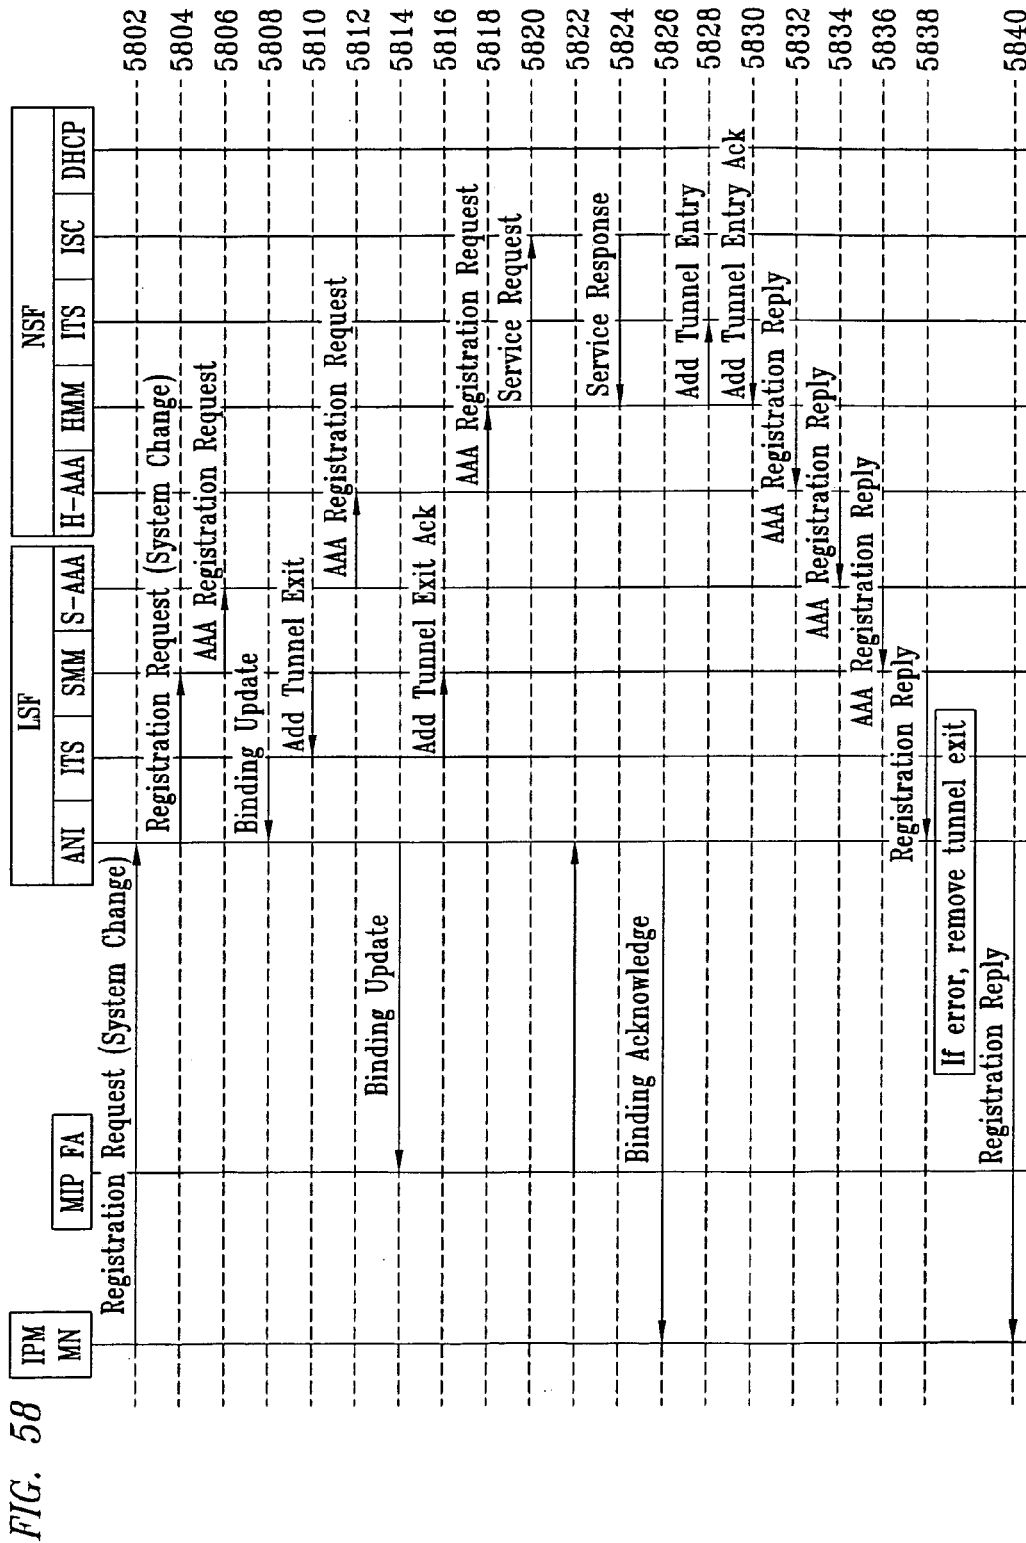 FIG. 58
IPM
MN
MIP FA
LSF
ANI
ITS
SMM
S-AAA
NSF
H-AAA
HMM
ITS
ISC
DHCP
Registration Request (System Change)
5802
Registration Request (System Change)
5804
AAA Registration Request
5806
Binding Update
5808
Add Tunnel Exit
5810
AAA Registration Request
5812
Binding Update
5814
Add Tunnel Exit Ack
5816
AAA Registration Request
5818
Service Request
5820
5822
Service Response
5824
Binding Acknowledge
5826
Add Tunnel Entry
5828
Add Tunnel Entry Ack
5830
AAA Registration Reply
5832
AAA Registration Reply
5834
AAA Registration Reply
5836
Registration Reply
5838
If error, remove tunnel exit
Registration Reply
5840